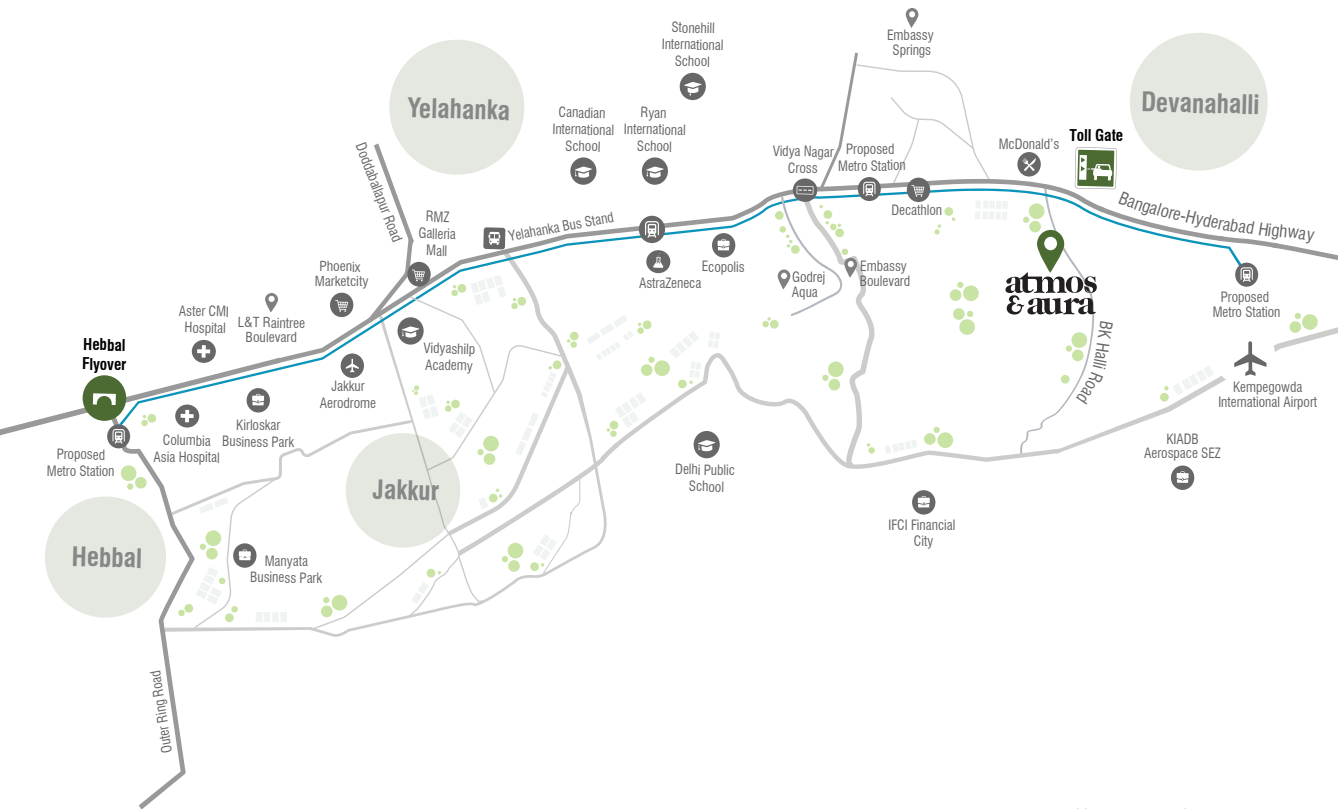 Stonehill
International
School
Embassy
Springs
Yelahanka
Devanahalli
Canadian
International
School
Ryan
International
School
Toll Gate
McDonald's
Vidya Nagar
Cross
Proposed
Metro Station
Decathlon
Doddaballapur Road
RMZ
Galleria
Mall
Yelahanka Bus Stand
Bangalore-Hyderabad Highway
AstraZeneca
Ecopolis
Godrej
Aqua
Embassy
Boulevard
atmos
& aura
Proposed
Metro Station
Phoenix
Marketcity
Aster CMI
Hospital
L&T Raintree
Boulevard
Hebbal
Flyover
Vidyashilp
Academy
Jakkur
Aerodrome
BK Halli Road
Kempegowda
International Airport
Kirloskar
Business Park
Columbia
Asia Hospital
Proposed
Metro Station
KIADB
Aerospace SEZ
Delhi Public
School
Jakkur
IFCI Financial
City
Hebbal
Manyata
Business Park
Outer Ring Road